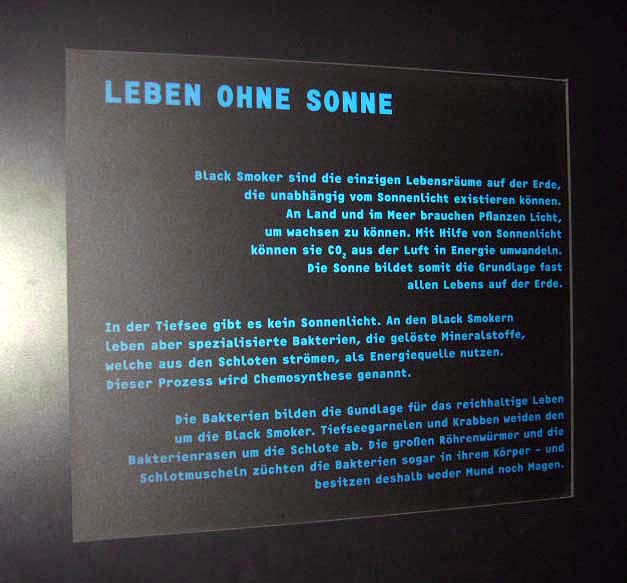 LEBEN OHNE SONNE
Black Smoker sind die einzigen Lebensräume auf der Erde,
die unabhängig vom Sonnenlicht existieren können.
An Land und im Meer brauchen Pflanzen Licht,
um wachsen zu können. Mit Hilfe von Sonnenlicht
können sie CO₂ aus der Luft in Energie umwandeln.
Die Sonne bildet somit die Grundlage fast
allen Lebens auf der Erde.
In der Tiefsee gibt es kein Sonnenlicht. An den Black Smokern
leben aber spezialisierte Bakterien, die gelöste Mineralstoffe,
welche aus den Schloten strömen, als Energiequelle nutzen.
Dieser Prozess wird Chemosynthese genannt.
Die Bakterien bilden die Gundlage für das reichhaltige Leben
um die Black Smoker. Tiefseegarnelen und Krabben weiden den
Bakterienrasen um die Schlote ab. Die großen Röhrenwürmer und die
Schlotmuscheln züchten die Bakterien sogar in ihrem Körper – und
besitzen deshalb weder Mund noch Magen.